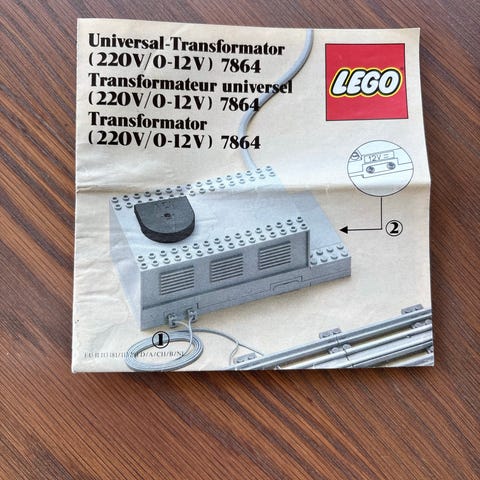 Universal-Transformator
(220V/0-12V) 7864
Transformateur universel
(220V/0-12V) 7864
Transformator
(220V/0-12V) 7864
LEGO
12V =
2
1